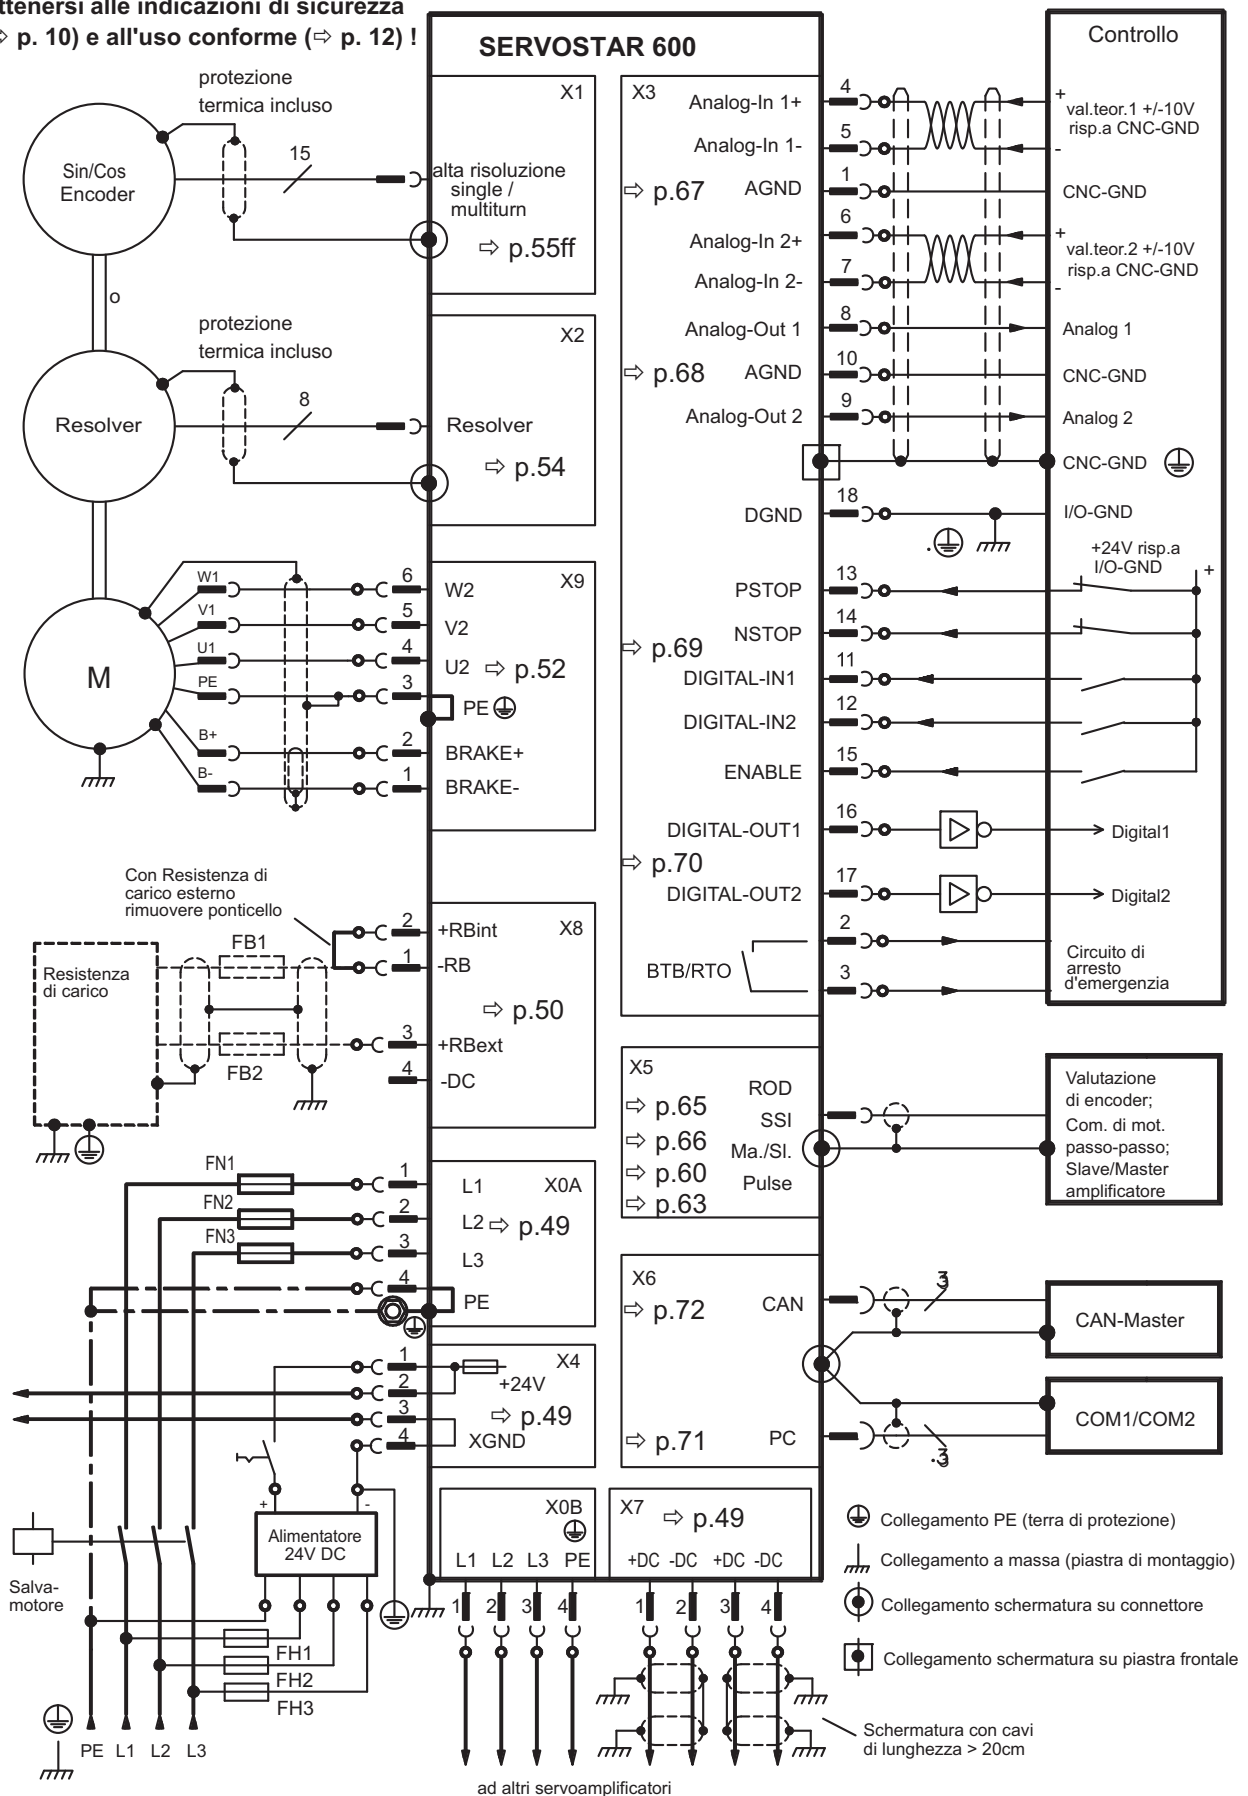 ttenersi alle indicazioni di sicurezza
⇨ p. 10) e all'uso conforme (⇨ p. 12) !
SERVOSTAR 600
Controllo
protezione
termica incluso
Sin/Cos
Encoder
15
X1
alta risoluzione
single /
multiturn
⇨ p.55ff
o
protezione
termica incluso
Resolver
8
X2
Resolver
⇨ p.54
M
W1
V1
U1
PE
B+
B-
6
5
4
3
2
1
X9
W2
V2
U2 ⇨ p.52
PE
BRAKE+
BRAKE-
Con Resistenza di
carico esterno
rimuovere ponticello
Resistenza
di carico
FB1
FB2
2
1
3
4
X8
+RBint
-RB
⇨ p.50
+RBext
-DC
FN1
FN2
FN3
1
2
3
4
X0A
L1
L2 ⇨ p.49
L3
PE
1
2
3
4
X4
+24V
⇨ p.49
XGND
+
-
Alimentatore
24V DC
Salva-
motore
FH1
FH2
FH3
PE L1 L2 L3
X0B
L1 L2 L3 PE
1 2 3 4
ad altri servoamplificatori
X7
⇨ p.49
+DC -DC +DC -DC
1 2 3 4
Schermatura con cavi
di lunghezza > 20cm
X3
Analog-In 1+
4
+
val.teor.1 +/-10V
risp.a CNC-GND
Analog-In 1-
5
-
⇨ p.67
AGND
1
CNC-GND
Analog-In 2+
6
+
val.teor.2 +/-10V
risp.a CNC-GND
Analog-In 2-
7
-
Analog-Out 1
8
Analog 1
⇨ p.68
AGND
10
CNC-GND
Analog-Out 2
9
Analog 2
CNC-GND
DGND
18
I/O-GND
+24V risp.a
I/O-GND
+
PSTOP
13
NSTOP
14
⇨ p.69
DIGITAL-IN1
11
DIGITAL-IN2
12
ENABLE
15
DIGITAL-OUT1
16
Digital1
⇨ p.70
DIGITAL-OUT2
17
Digital2
BTB/RTO
2
3
Circuito di
arresto
d'emergenzia
X5
ROD
⇨ p.65
SSI
⇨ p.66
Ma./Sl.
⇨ p.60
Pulse
⇨ p.63
Valutazione
di encoder;
Com. di mot.
passo-passo;
Slave/Master
amplificatore
X6
⇨ p.72
CAN
3
CAN-Master
⇨ p.71
PC
3
COM1/COM2
Collegamento PE (terra di protezione)
Collegamento a massa (piastra di montaggio)
Collegamento schermatura su connettore
Collegamento schermatura su piastra frontale